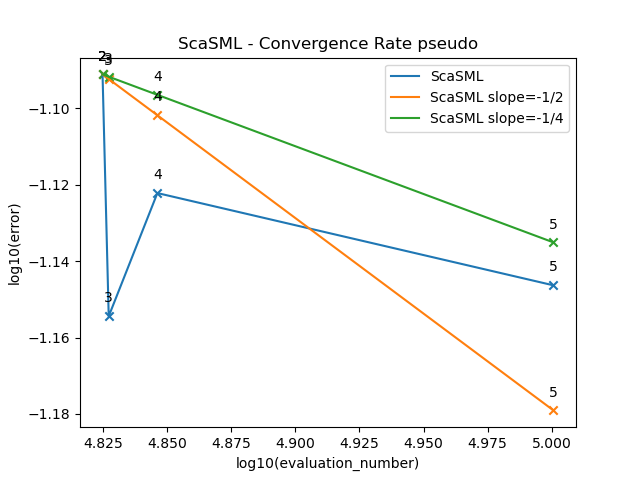 ScaSML - Convergence Rate pseudo
ScaSML
ScaSML slope=-1/2
ScaSML slope=-1/4
log10(error)
−1.10
−1.12
−1.14
−1.16
−1.18
2
3
3
4
4
4
3
5
5
5
4.825 4.850 4.875 4.900 4.925 4.950 4.975 5.000
log10(evaluation_number)